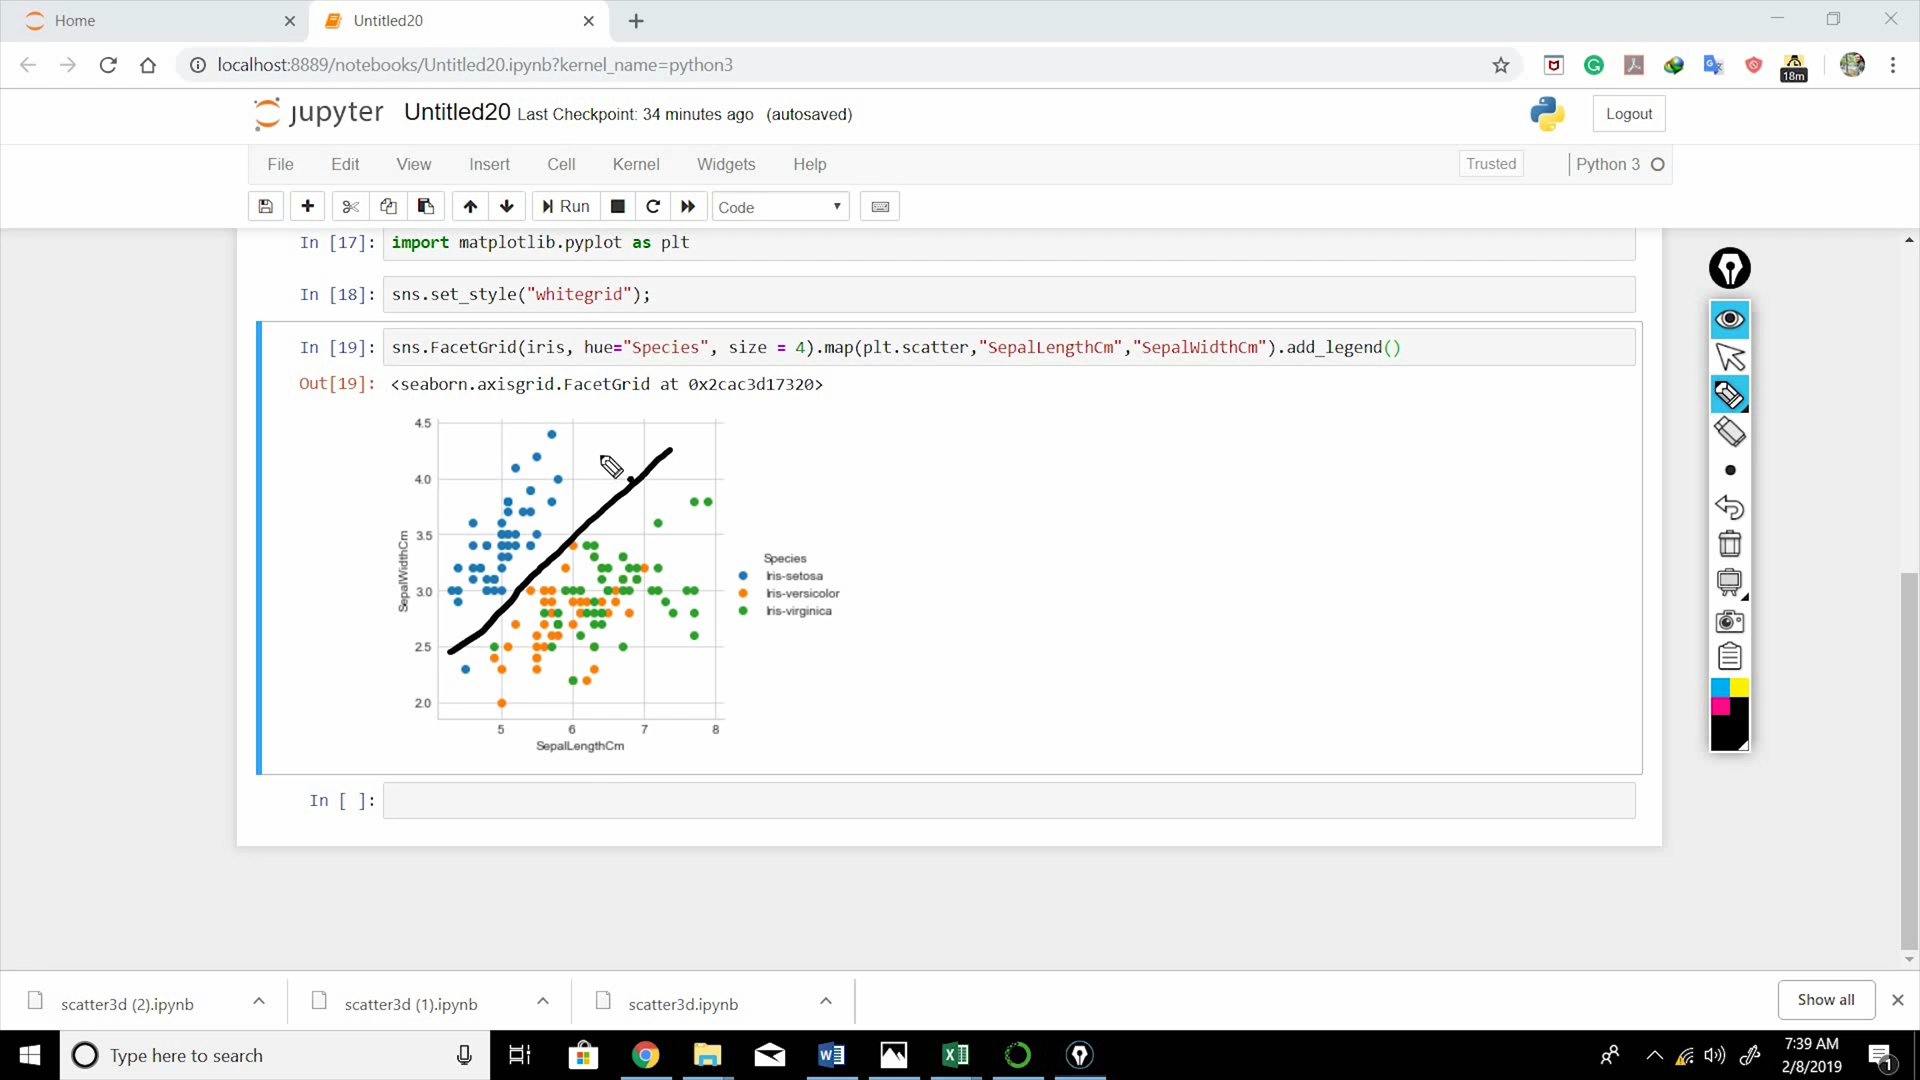 Home
Untitled20
localhost:8889/notebooks/Untitled20.ipynb?kernel_name=python3
18m
jupyter Untitled20 Last Checkpoint: 34 minutes ago (autosaved)
Logout
File Edit View Insert Cell Kernel Widgets Help
Trusted
Python 3
Run
Code
In [17]: import matplotlib.pyplot as plt
In [18]: sns.set_style("whitegrid");
In [19]: sns.FacetGrid(iris, hue="Species", size = 4).map(plt.scatter,"SepalLengthCm","SepalWidthCm").add_legend()
Out[19]: <seaborn.axisgrid.FacetGrid at 0x2cac3d17320>
4.5
4.0
3.5
3.0
2.5
2.0
SepalWidthCm
5 6 7 8
SepalLengthCm
Species
Iris-setosa
Iris-versicolor
Iris-virginica
In [ ]:
scatter3d (2).ipynb
scatter3d (1).ipynb
scatter3d.ipynb
Show all
Type here to search
7:39 AM
2/8/2019
1